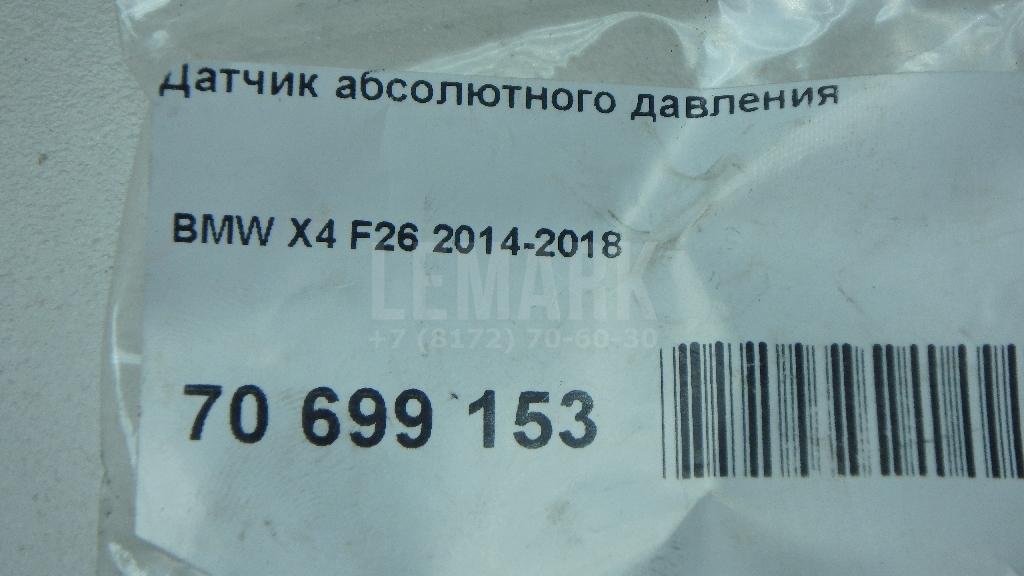 Датчик абсолютного давления
BMW X4 F26 2014-2018
LEMARK
+7 (8172) 70-60-30
70 699 153